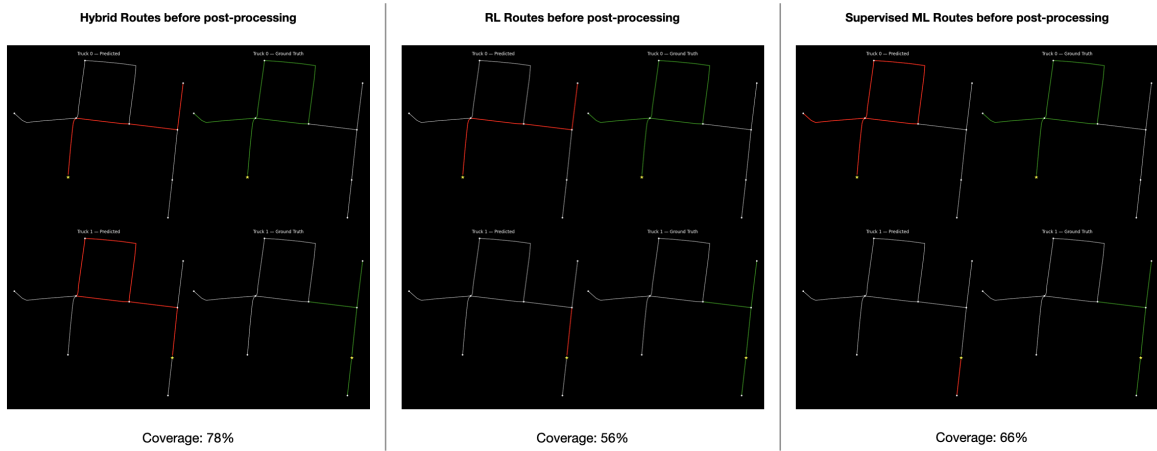 Hybrid Routes before post-processing
Truck 0 — Predicted
Truck 0 — Ground Truth
Truck 1 — Predicted
Truck 1 — Ground Truth
Coverage: 78%
RL Routes before post-processing
Truck 0 — Predicted
Truck 0 — Ground Truth
Truck 1 — Predicted
Truck 1 — Ground Truth
Coverage: 56%
Supervised ML Routes before post-processing
Truck 0 — Predicted
Truck 0 — Ground Truth
Truck 1 — Predicted
Truck 1 — Ground Truth
Coverage: 66%